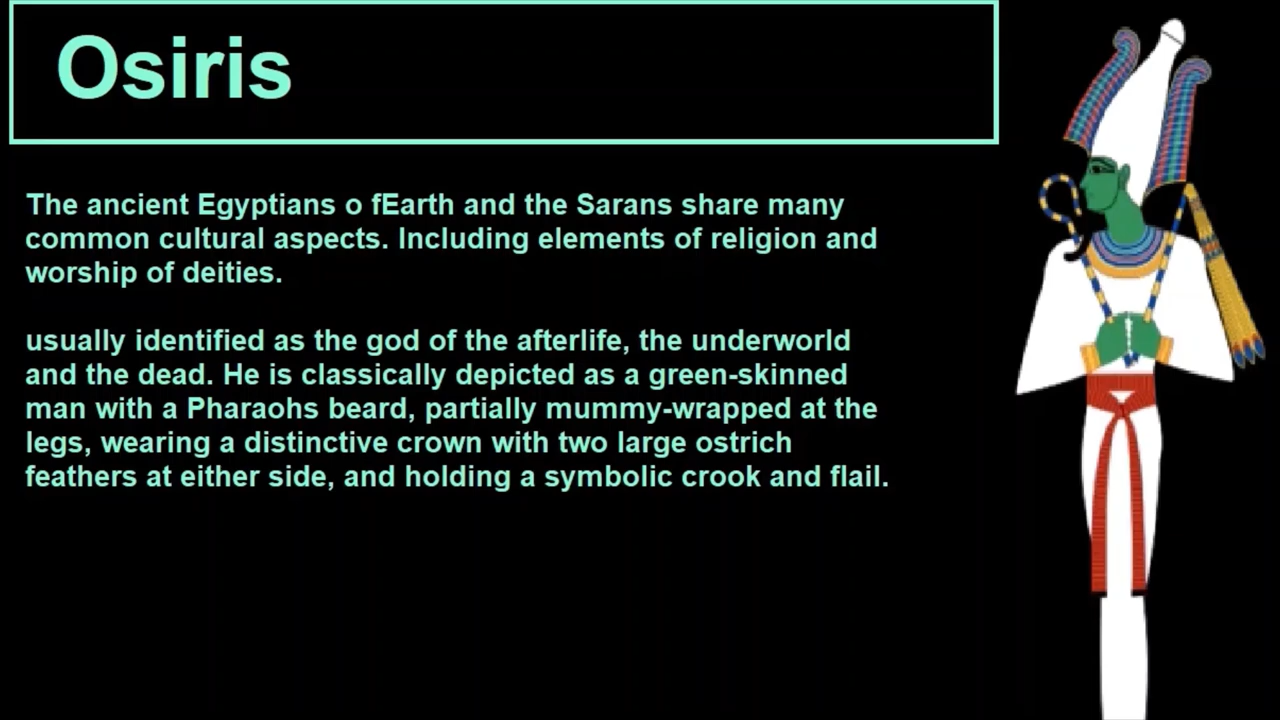 Osiris
The ancient Egyptians o fEarth and the Sarans share many
common cultural aspects. Including elements of religion and
worship of deities.
usually identified as the god of the afterlife, the underworld
and the dead. He is classically depicted as a green-skinned
man with a Pharaohs beard, partially mummy-wrapped at the
legs, wearing a distinctive crown with two large ostrich
feathers at either side, and holding a symbolic crook and flail.